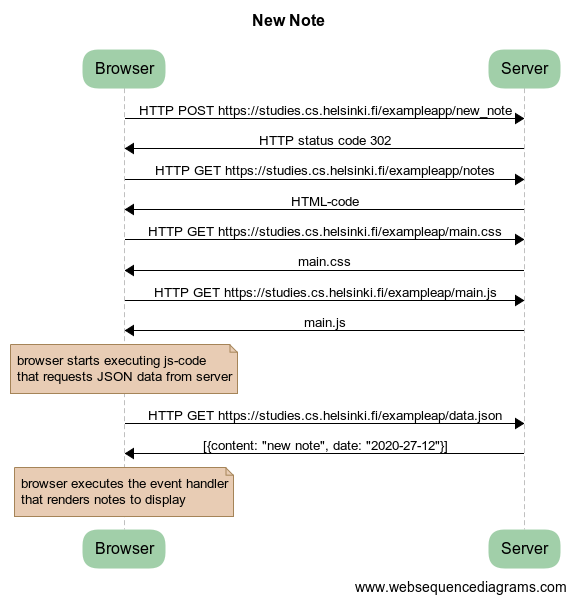 New Note
Browser Server
HTTP POST https://studies.cs.helsinki.fi/exampleapp/new_note
HTTP status code 302
HTTP GET https://studies.cs.helsinki.fi/exampleapp/notes
HTML-code
HTTP GET https://studies.cs.helsinki.fi/exampleap/main.css
main.css
HTTP GET https://studies.cs.helsinki.fi/exampleap/main.js
main.js
browser starts executing js-code
that requests JSON data from server
HTTP GET https://studies.cs.helsinki.fi/exampleap/data.json
[{content: "new note", date: "2020-27-12"}]
browser executes the event handler
that renders notes to display
Browser Server
www.websequencediagrams.com